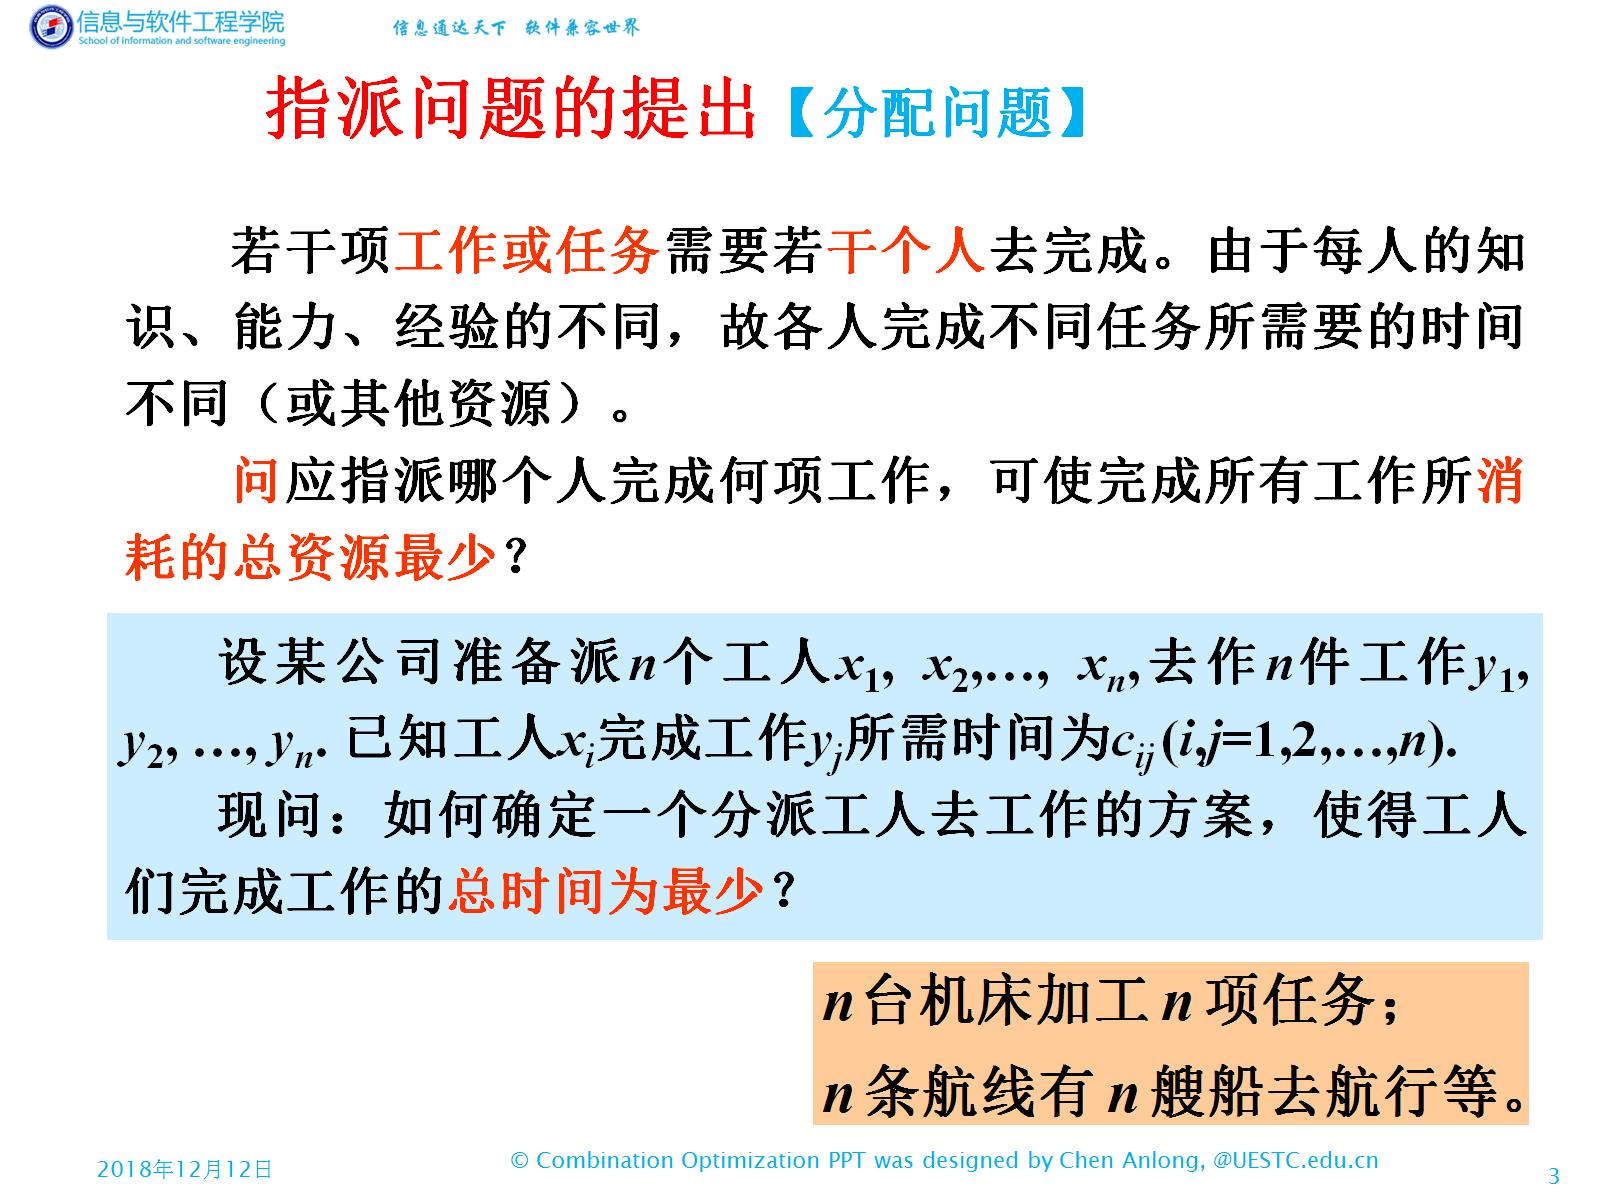 信息与软件工程学院
School of information and software engineering
信息通达天下 软件兼容世界
指派问题的提出【分配问题】
若干项工作或任务需要若干个人去完成。由于每人的知
识、能力、经验的不同，故各人完成不同任务所需要的时间
不同（或其他资源）。
问应指派哪个人完成何项工作，可使完成所有工作所消
耗的总资源最少？
设某公司准备派n个工人x1, x2,…, xn,去作n件工作y1,
y2, …, yn. 已知工人xi完成工作yj所需时间为cij (i,j=1,2,…,n).
现问：如何确定一个分派工人去工作的方案，使得工人
们完成工作的总时间为最少？
n台机床加工 n 项任务；
n 条航线有 n 艘船去航行等。
2018年12月12日
© Combination Optimization PPT was designed by Chen Anlong, @UESTC.edu.cn
3